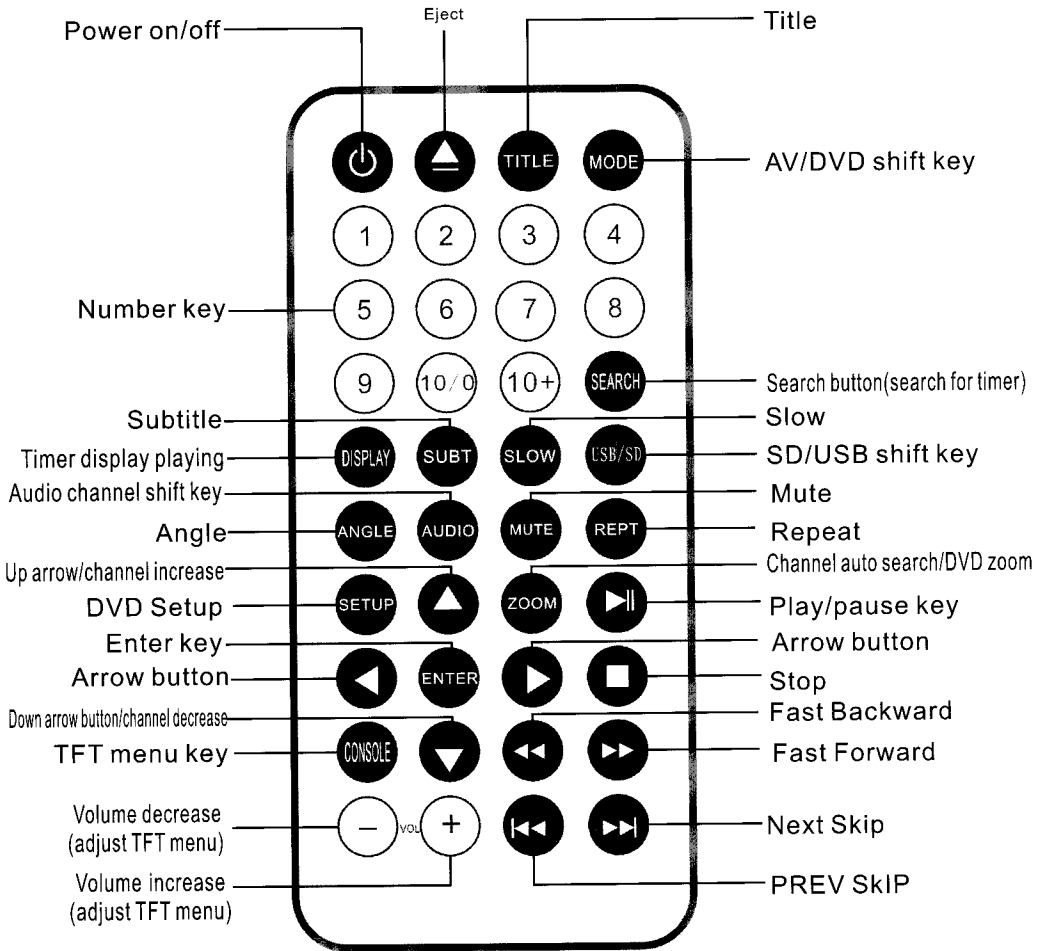 Eject
Power on/off
Title
TITLE
MODE
AV/DVD shift key
1
2
3
4
Number key
5
6
7
8
9
10/0
10+
SEARCH
Search button(search for timer)
Subtitle
Slow
Timer display playing
DISPLAY
SUBT
SLOW
USB/SD
SD/USB shift key
Audio channel shift key
Mute
Angle
ANGLE
AUDIO
MUTE
REPT
Repeat
Up arrow/channel increase
Channel auto search/DVD zoom
DVD Setup
SETUP
ZOOM
Play/pause key
Enter key
Arrow button
Arrow button
ENTER
Stop
Down arrow button/channel decrease
Fast Backward
TFT menu key
CONSOLE
Fast Forward
Volume decrease
(adjust TFT menu)
–
VOL
+
Next Skip
Volume increase
(adjust TFT menu)
PREV SkIP